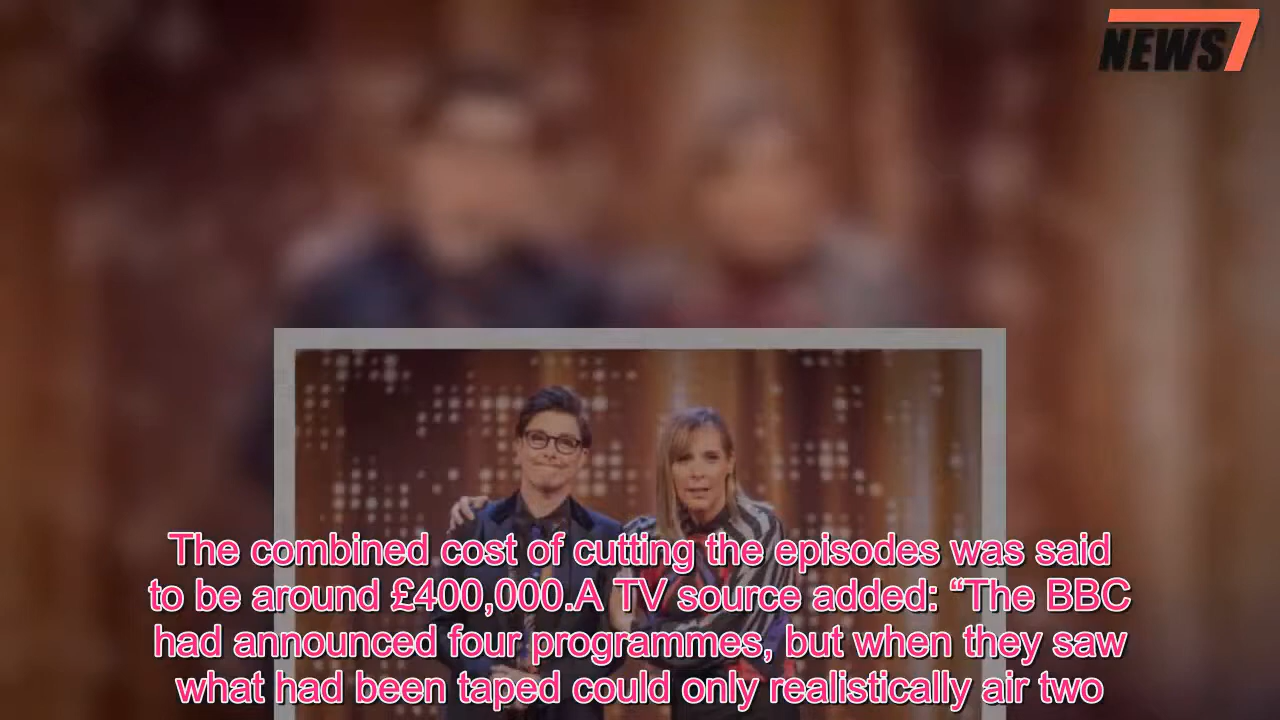 NEWS7
The combined cost of cutting the episodes was said
to be around £400,000.A TV source added: “The BBC
had announced four programmes, but when they saw
what had been taped could only realistically air two